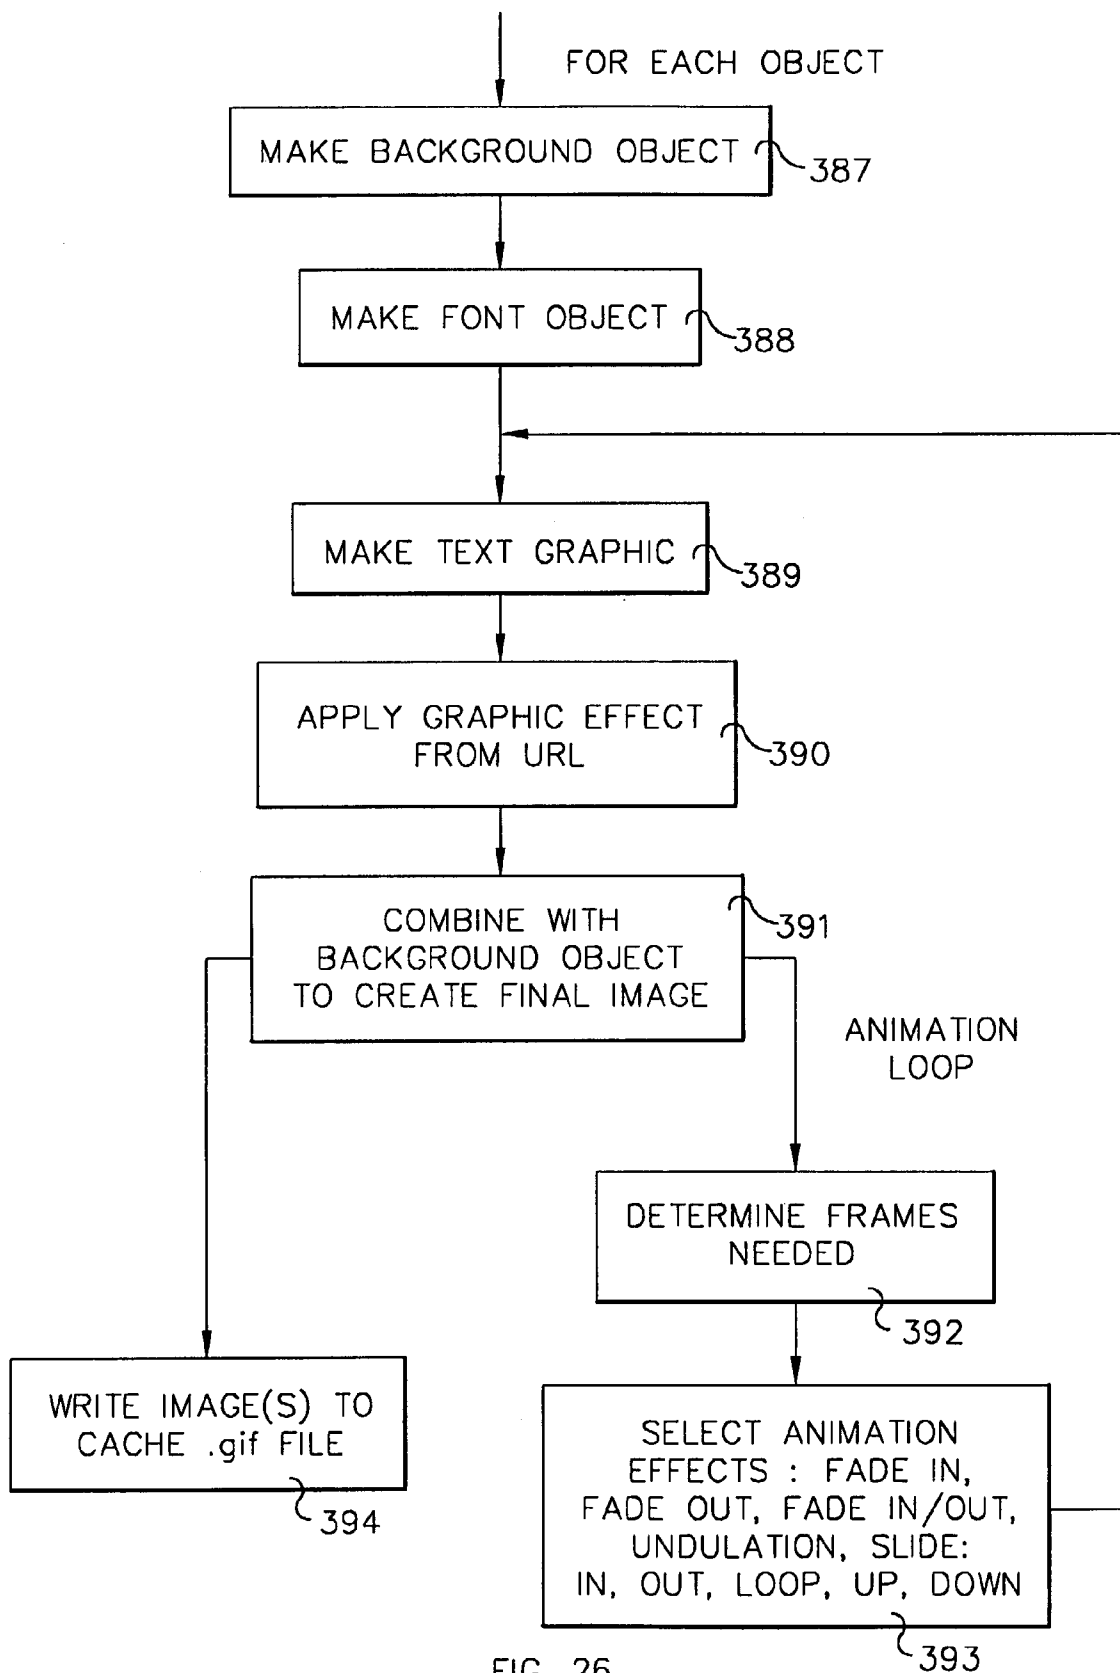 FOR EACH OBJECT
MAKE BACKGROUND OBJECT
387
MAKE FONT OBJECT
388
MAKE TEXT GRAPHIC
389
APPLY GRAPHIC EFFECT
FROM URL
390
COMBINE WITH
BACKGROUND OBJECT
TO CREATE FINAL IMAGE
391
ANIMATION
LOOP
DETERMINE FRAMES
NEEDED
392
WRITE IMAGE(S) TO
CACHE .gif FILE
394
SELECT ANIMATION
EFFECTS : FADE IN,
FADE OUT, FADE IN/OUT,
UNDULATION, SLIDE:
IN, OUT, LOOP, UP, DOWN
393
FIG. 26